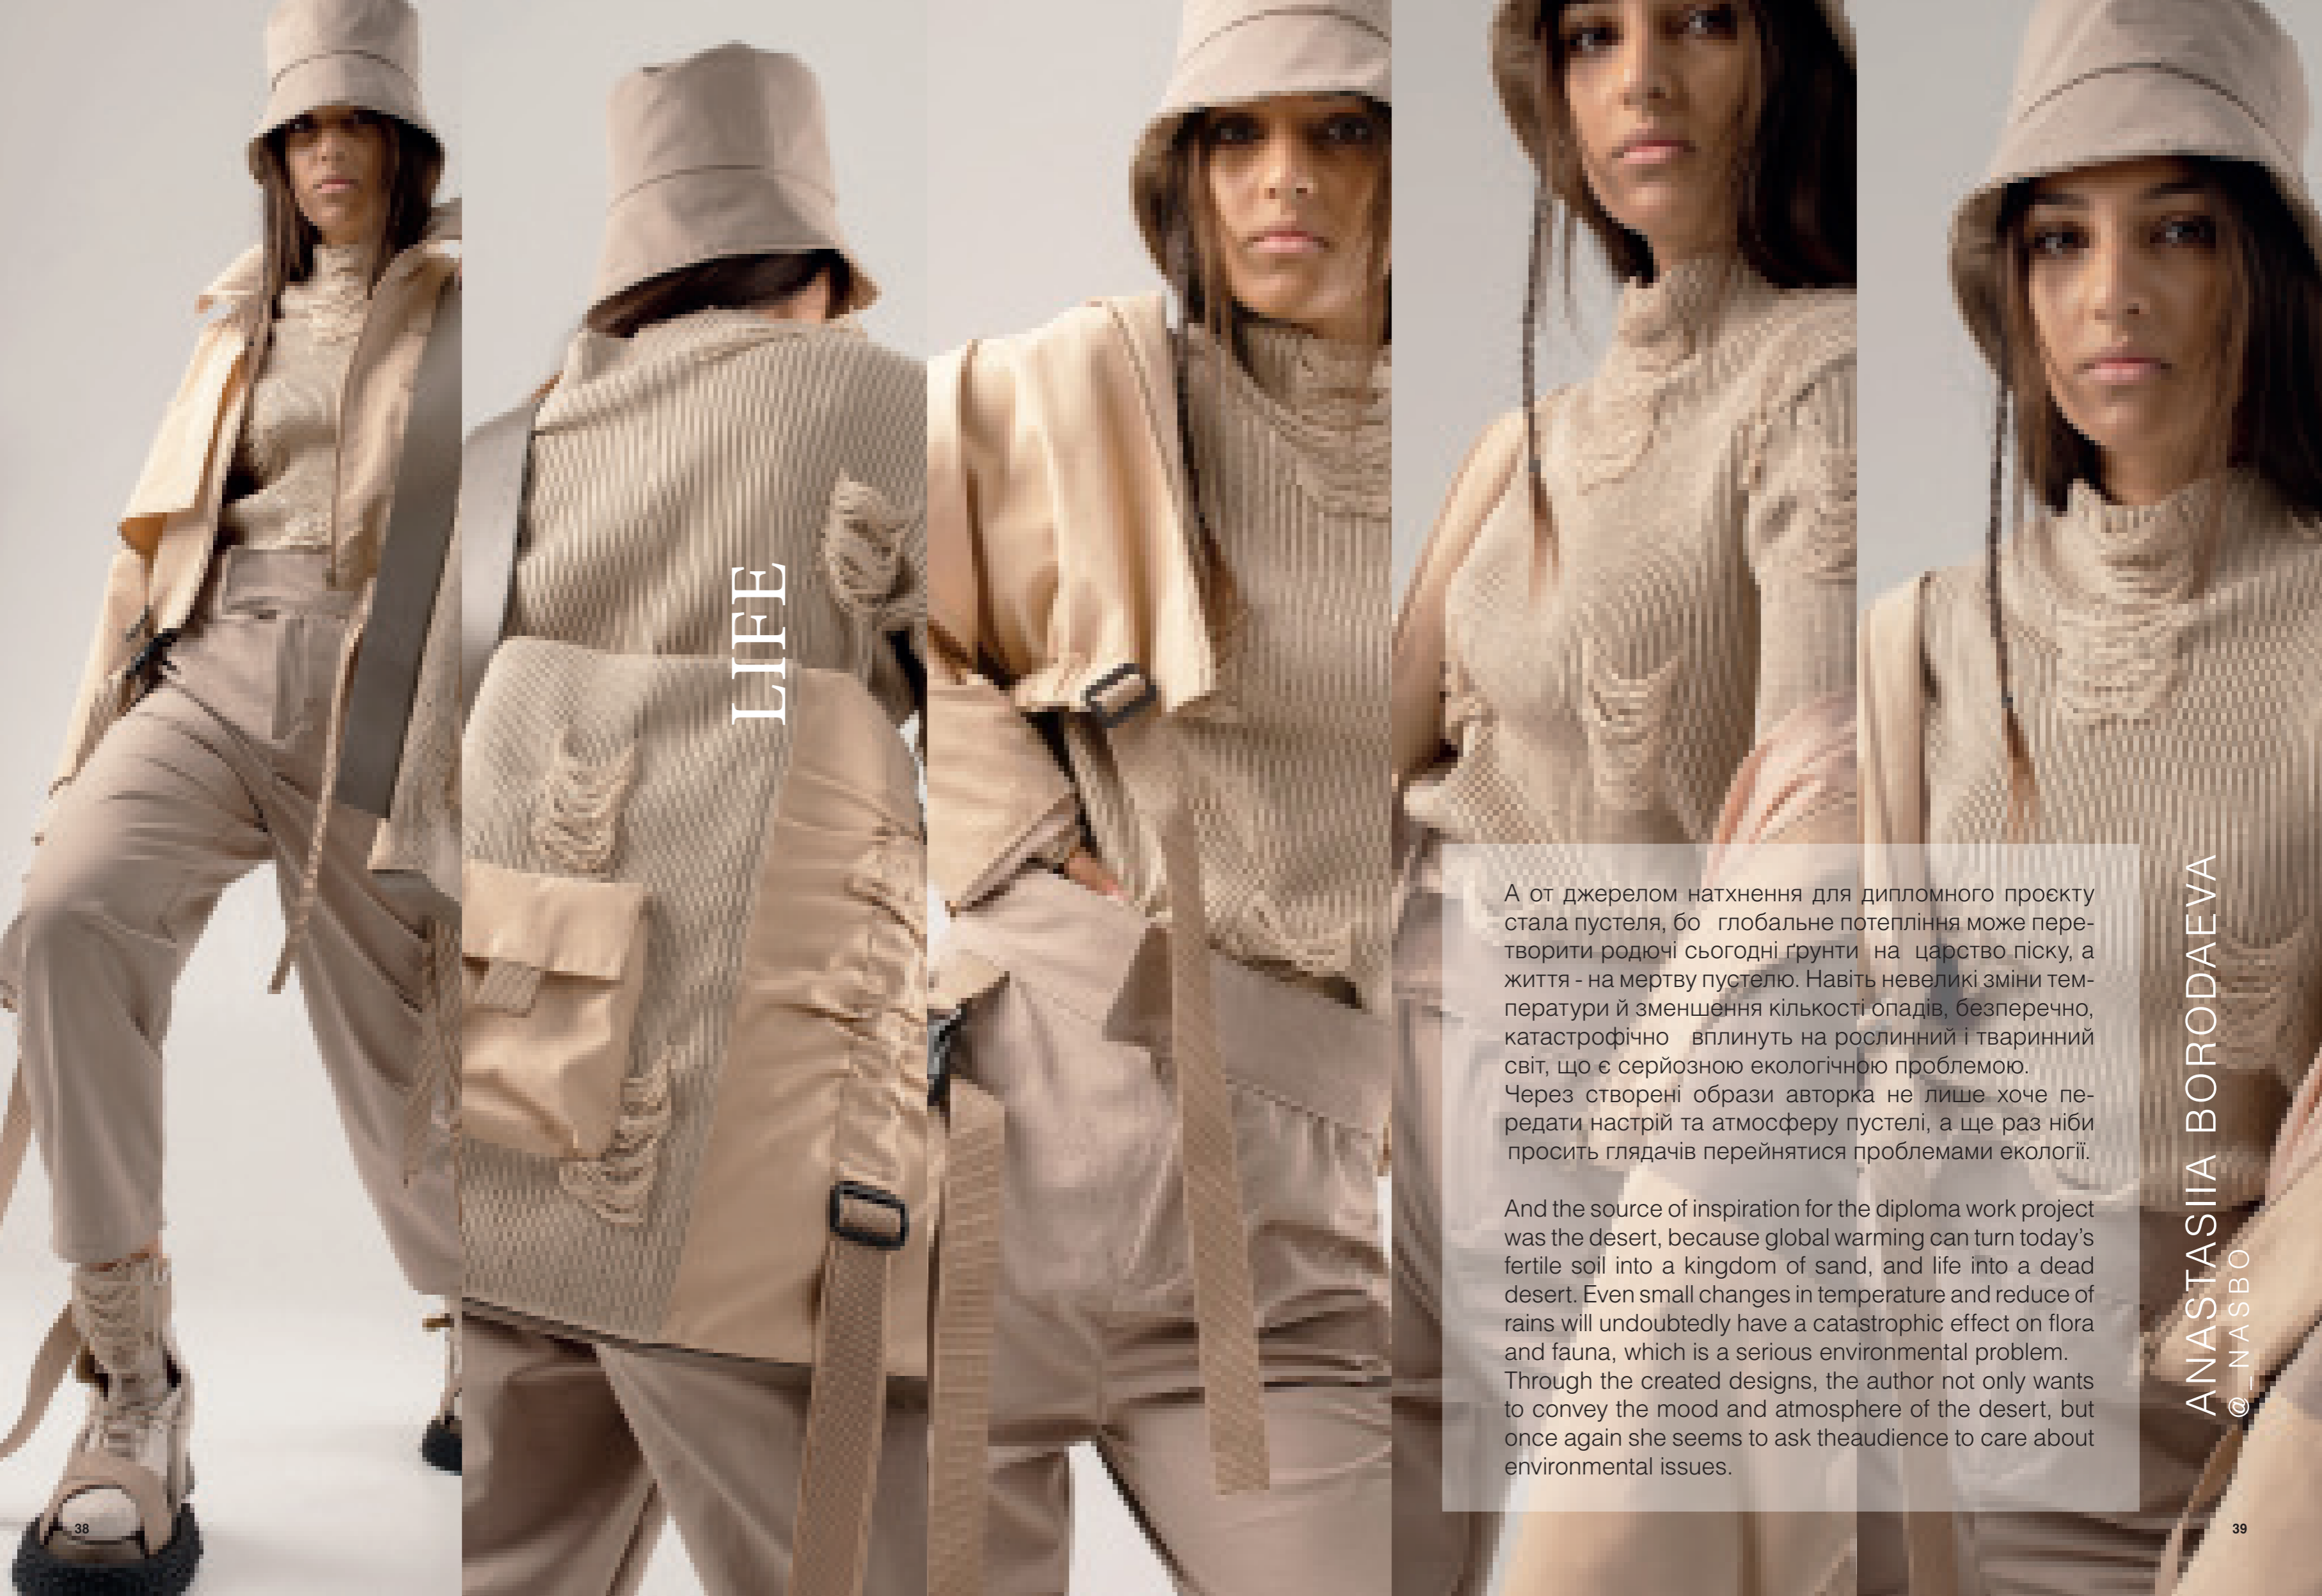 LIFE
А от джерелом натхнення для дипломного проєкту
стала пустеля, бо глобальне потепління може пере-
творити родючі сьогодні ґрунти на царство піску, а
життя - на мертву пустелю. Навіть невеликі зміни тем-
ператури й зменшення кількості опадів, безперечно,
катастрофічно вплинуть на рослинний і тваринний
світ, що є серйозною екологічною проблемою.
Через створені образи авторка не лише хоче пе-
редати настрій та атмосферу пустелі, а ще раз ніби
просить глядачів перейнятися проблемами екології.
And the source of inspiration for the diploma work project
was the desert, because global warming can turn today's
fertile soil into a kingdom of sand, and life into a dead
desert. Even small changes in temperature and reduce of
rains will undoubtedly have a catastrophic effect on flora
and fauna, which is a serious environmental problem.
Through the created designs, the author not only wants
to convey the mood and atmosphere of the desert, but
once again she seems to ask theaudience to care about
environmental issues.
ANASTASIIA BORODAEVA
@_NASBO
38
39